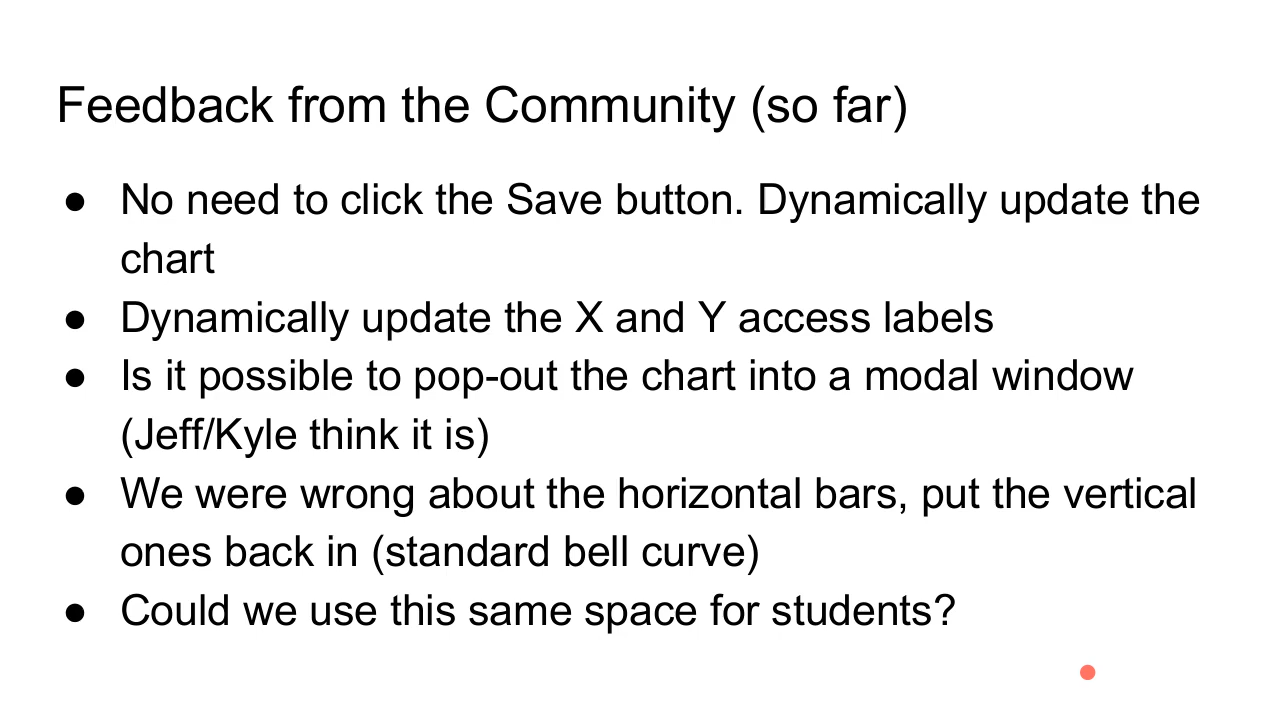 Feedback from the Community (so far)
● No need to click the Save button. Dynamically update the
chart
● Dynamically update the X and Y access labels
● Is it possible to pop-out the chart into a modal window
(Jeff/Kyle think it is)
● We were wrong about the horizontal bars, put the vertical
ones back in (standard bell curve)
● Could we use this same space for students?